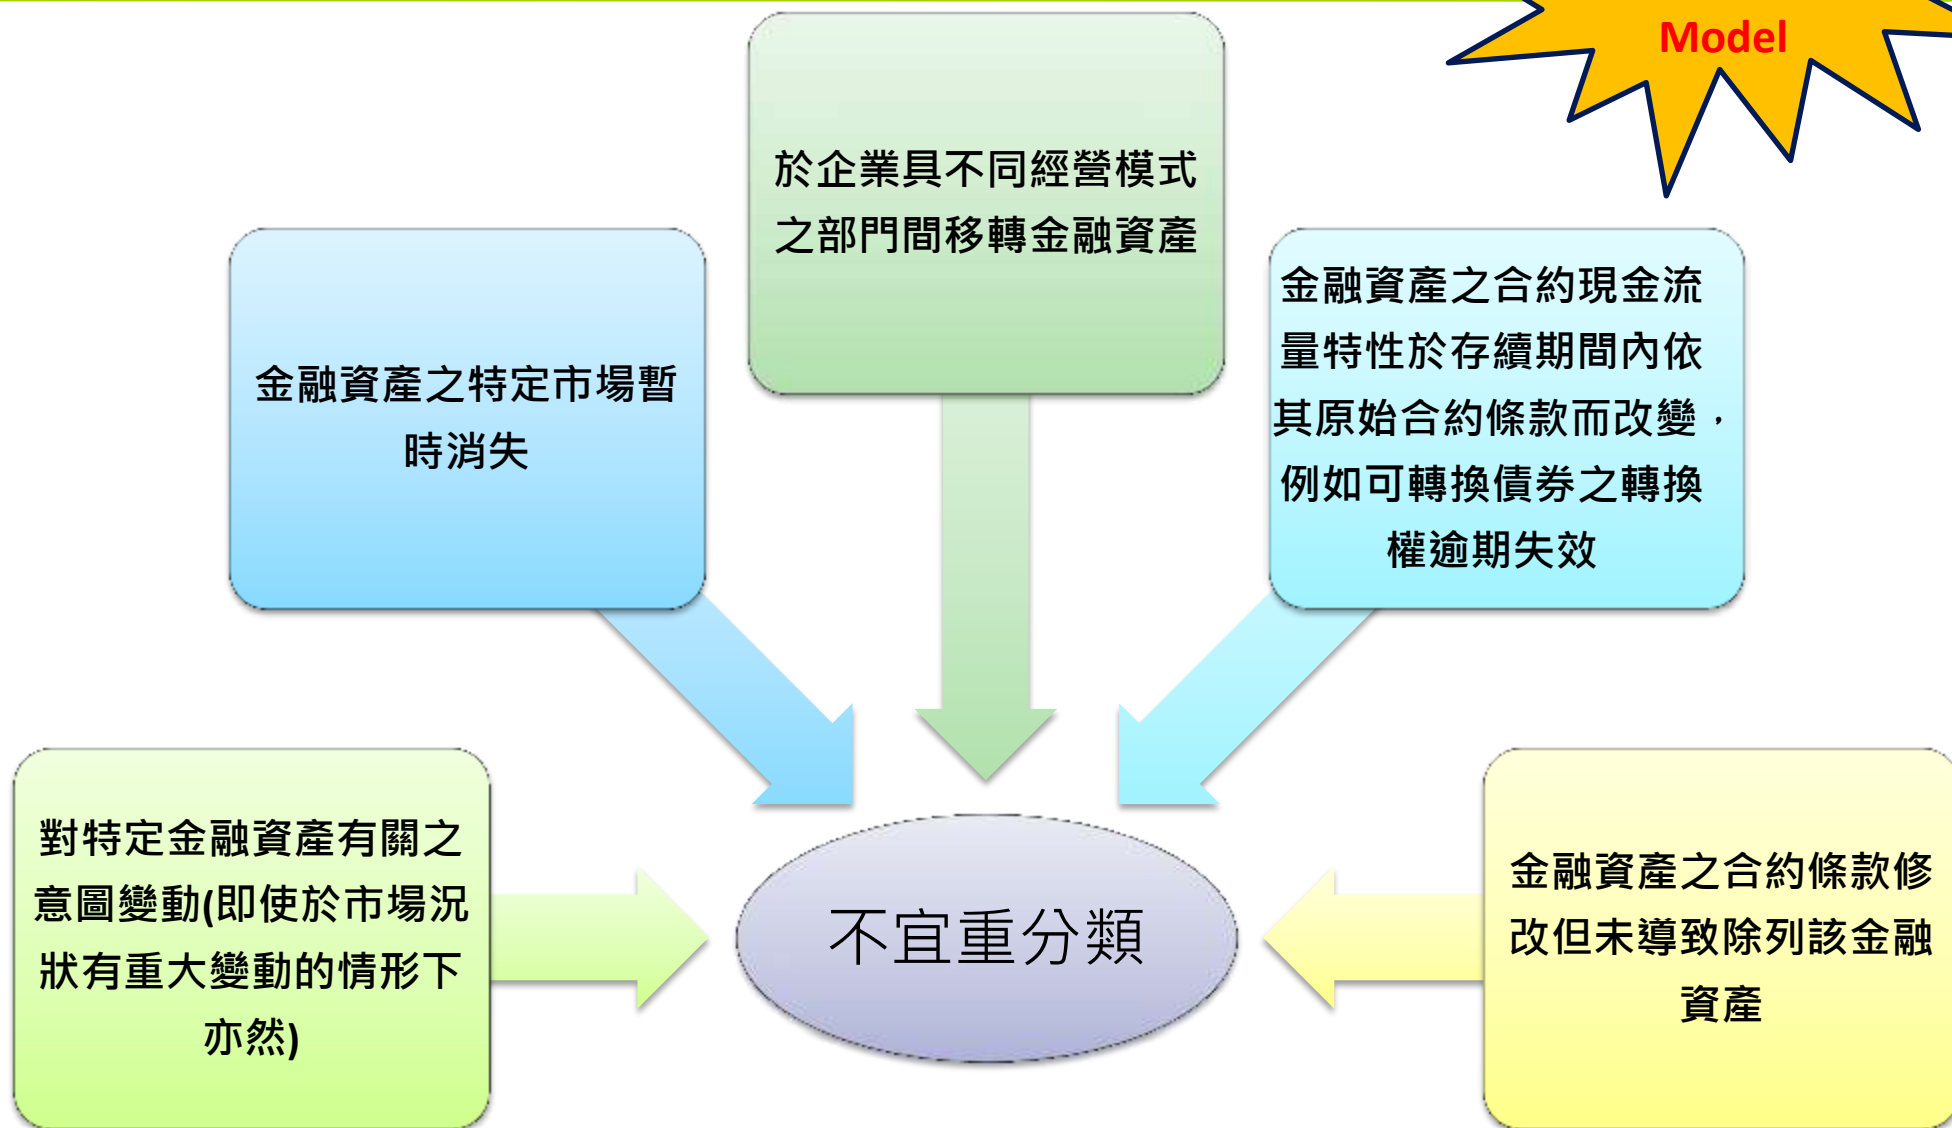 Model
於企業具不同經營模式
之部門間移轉金融資產
金融資產之特定市場暫
時消失
金融資產之合約現金流
量特性於存續期間內依
其原始合約條款而改變，
例如可轉換債券之轉換
權逾期失效
對特定金融資產有關之
意圖變動(即使於市場況
狀有重大變動的情形下
亦然)
不宜重分類
金融資產之合約條款修
改但未導致除列該金融
資產